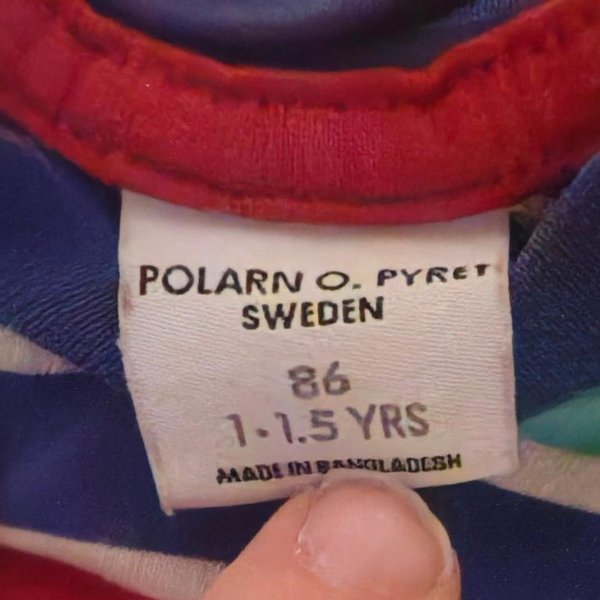 POLARN O. PYRET
SWEDEN
86
1-1.5 YRS
MADE IN BANGLADESH